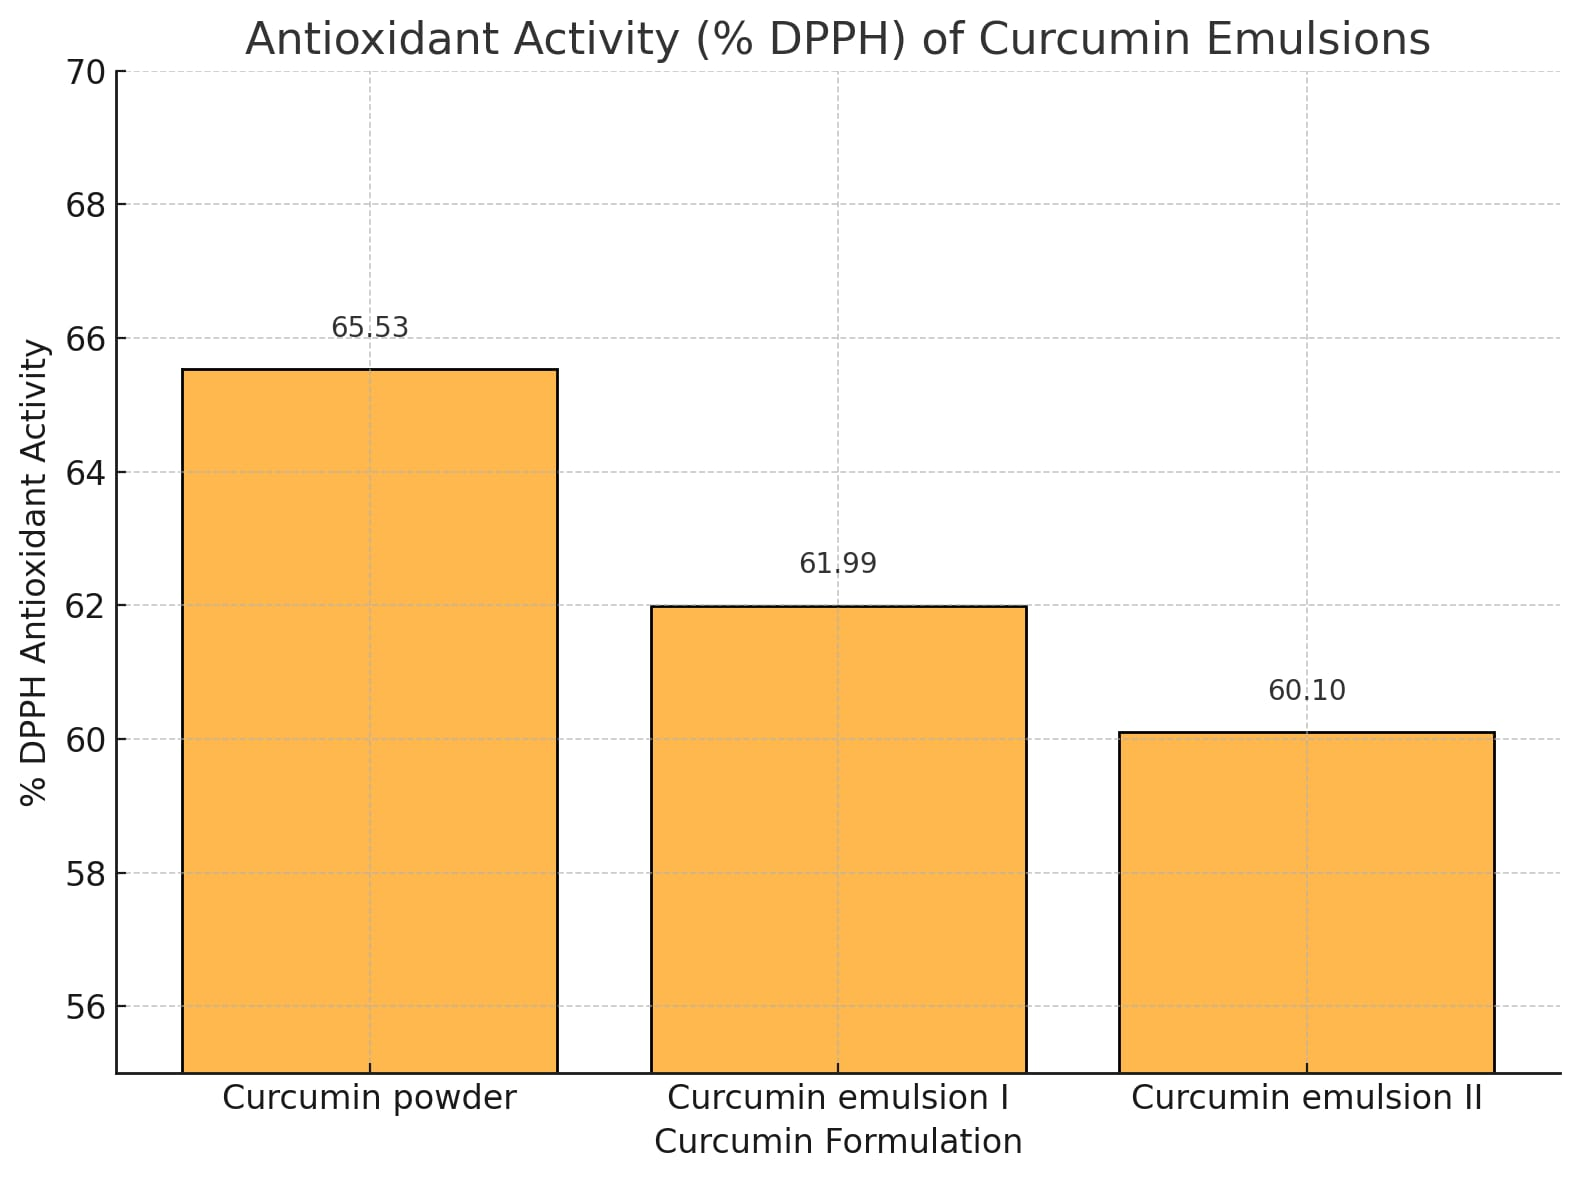 Antioxidant Activity (% DPPH) of Curcumin Emulsions
% DPPH Antioxidant Activity
70
68
66
64
62
60
58
56
65.53
61.99
60.10
Curcumin powder
Curcumin emulsion I
Curcumin emulsion II
Curcumin Formulation